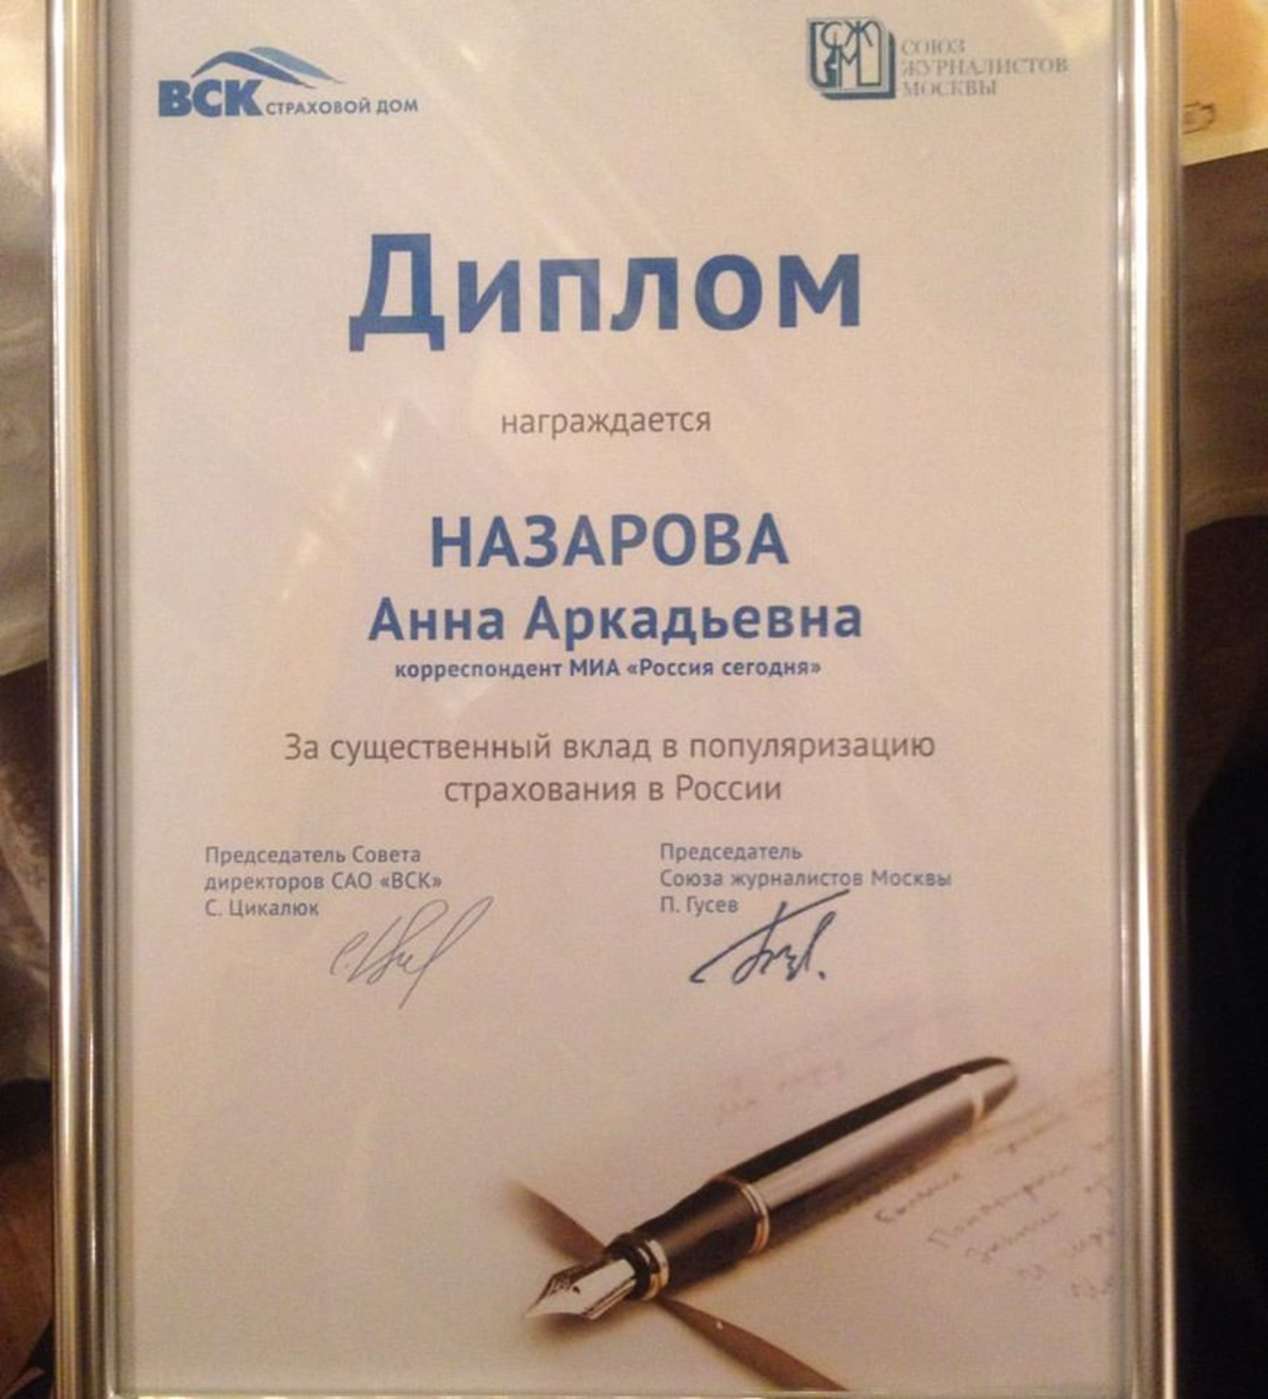 ВСК СТРАХОВОЙ ДОМ
СЖМ
СОЮЗ
ЖУРНАЛИСТОВ
МОСКВЫ
Диплом
награждается
НАЗАРОВА
Анна Аркадьевна
корреспондент МИА «Россия сегодня»
За существенный вклад в популяризацию
страхования в России
Председатель Совета
директоров САО «ВСК»
С. Цикалюк
Председатель
Союза журналистов Москвы
П. Гусев